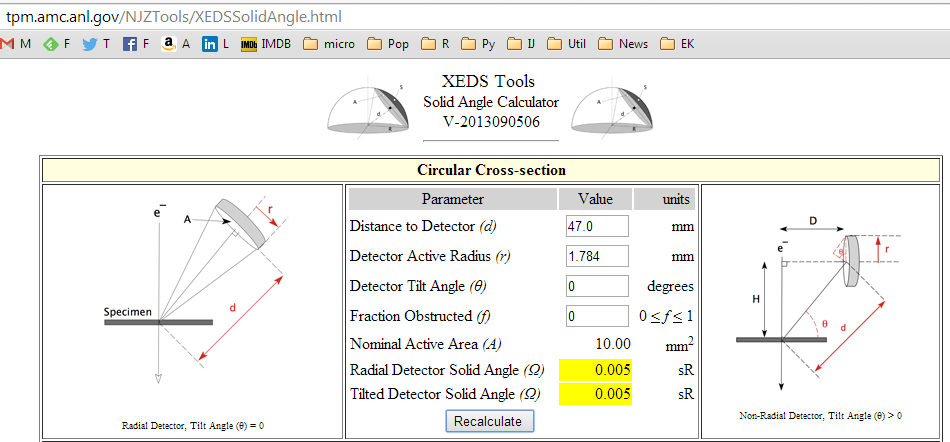 tpm.amc.anl.gov/NJZTools/XEDSSolidAngle.html
M M F T f F a A in L IMDb IMDB micro Pop R Py IJ Util News EK
XEDS Tools
Solid Angle Calculator
V-2013090506
A S d
A S d
Circular Cross-section
Parameter Value units
Distance to Detector (d) 47.0 mm
Detector Active Radius (r) 1.784 mm
Detector Tilt Angle (θ) 0 degrees
Fraction Obstructed (f) 0 0 ≤ f ≤ 1
Nominal Active Area (A) 10.00 mm²
Radial Detector Solid Angle (Ω) 0.005 sR
Tilted Detector Solid Angle (Ω) 0.005 sR
Recalculate
e⁻
A
r
Specimen
d
Radial Detector, Tilt Angle (θ) = 0
D
e⁻
θ
r
H
θ
d
Non-Radial Detector, Tilt Angle (θ) > 0